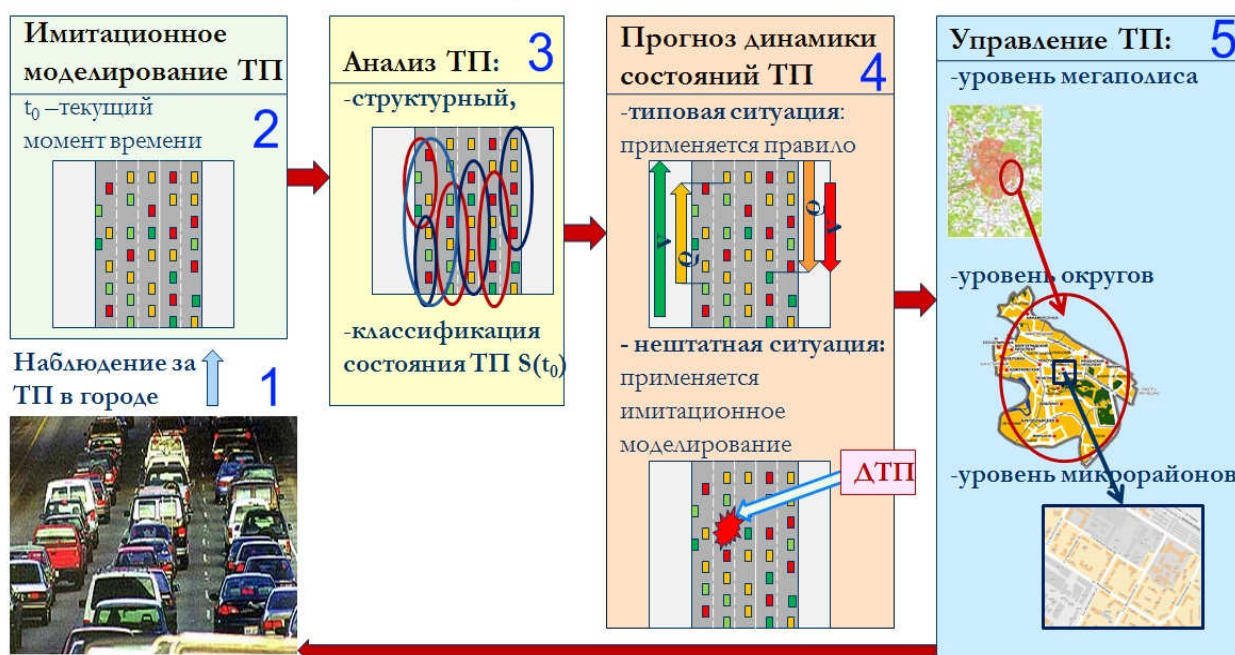 Имитационное
моделирование ТП
t₀ –текущий
момент времени
2
Наблюдение за
ТП в городе
1
Анализ ТП:
3
-структурный,
-классификация
состояния ТП S(t₀)
Прогноз динамики
состояний ТП
4
-типовая ситуация:
применяется правило
- нештатная ситуация:
применяется
имитационное
моделирование
ДТП
Управление ТП:
5
-уровень мегаполиса
-уровень округов
-уровень микрорайонов